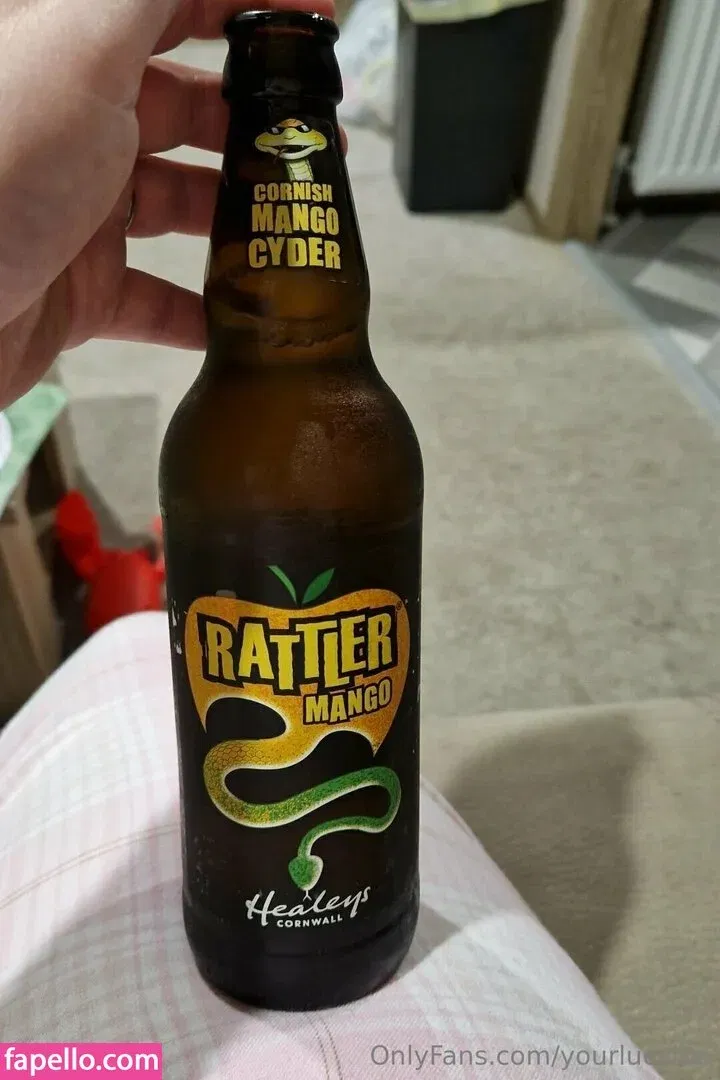 CORNISH
MANGO
CYDER
RATTLER
MANGO
Healeys
CORNWALL
fapello.com